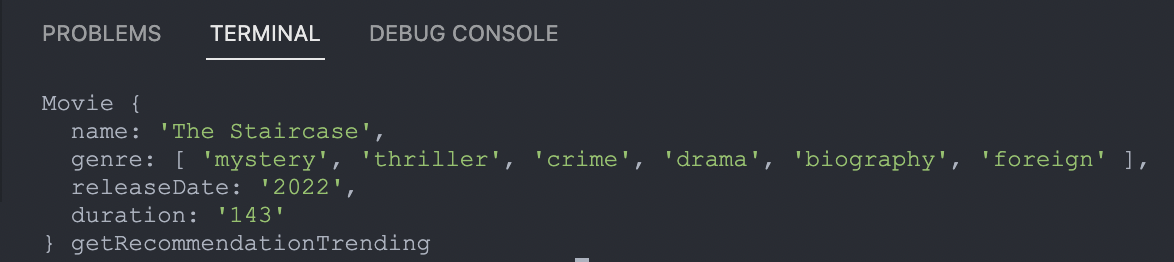 PROBLEMS TERMINAL DEBUG CONSOLE
Movie {
  name: 'The Staircase',
  genre: [ 'mystery', 'thriller', 'crime', 'drama', 'biography', 'foreign' ],
  releaseDate: '2022',
  duration: '143'
} getRecommendationTrending